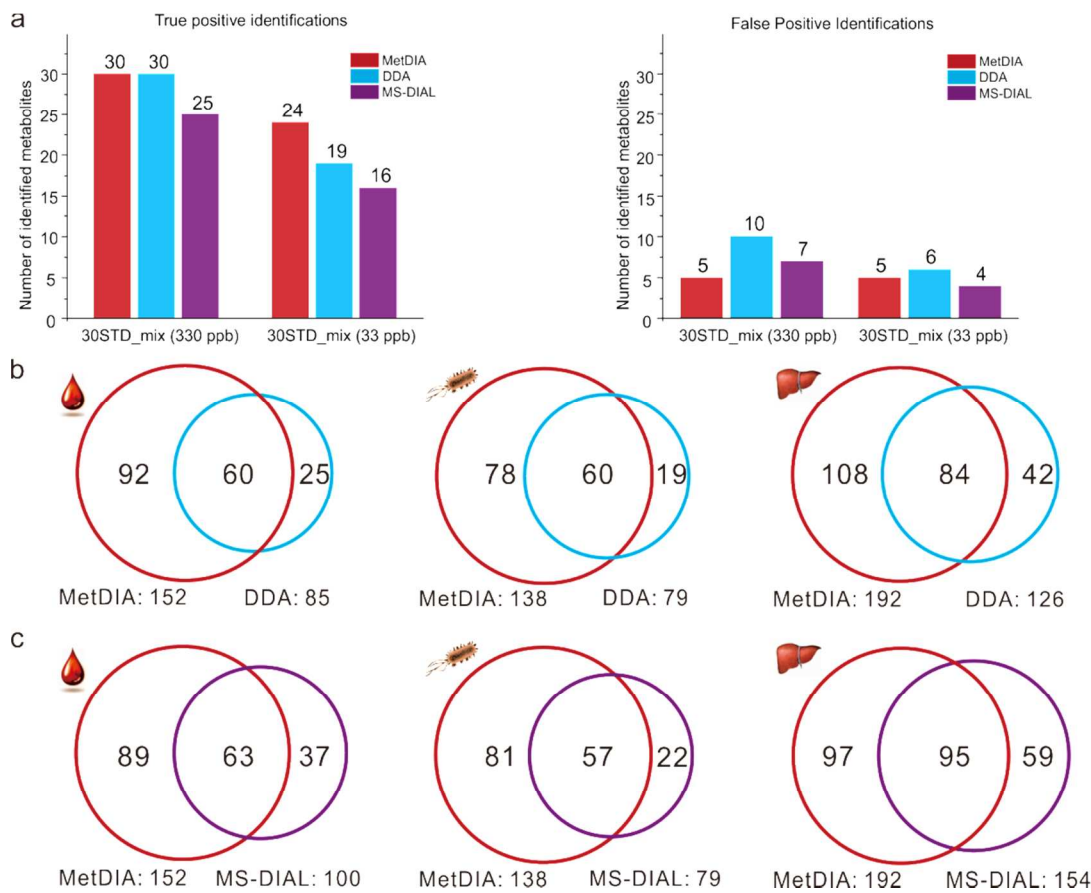 a
True positive identifications
Number of identified metabolites
30
25
20
15
10
5
0
30
30
25
24
19
16
MetDIA
DDA
MS-DIAL
30STD_mix (330 ppb)
30STD_mix (33 ppb)
False Positive Identifications
Number of identified metabolites
30
25
20
15
10
5
0
5
10
7
5
6
4
MetDIA
DDA
MS-DIAL
30STD_mix (330 ppb)
30STD_mix (33 ppb)
b
92 60 25
MetDIA: 152 DDA: 85
78 60 19
MetDIA: 138 DDA: 79
108 84 42
MetDIA: 192 DDA: 126
c
89 63 37
MetDIA: 152 MS-DIAL: 100
81 57 22
MetDIA: 138 MS-DIAL: 79
97 95 59
MetDIA: 192 MS-DIAL: 154